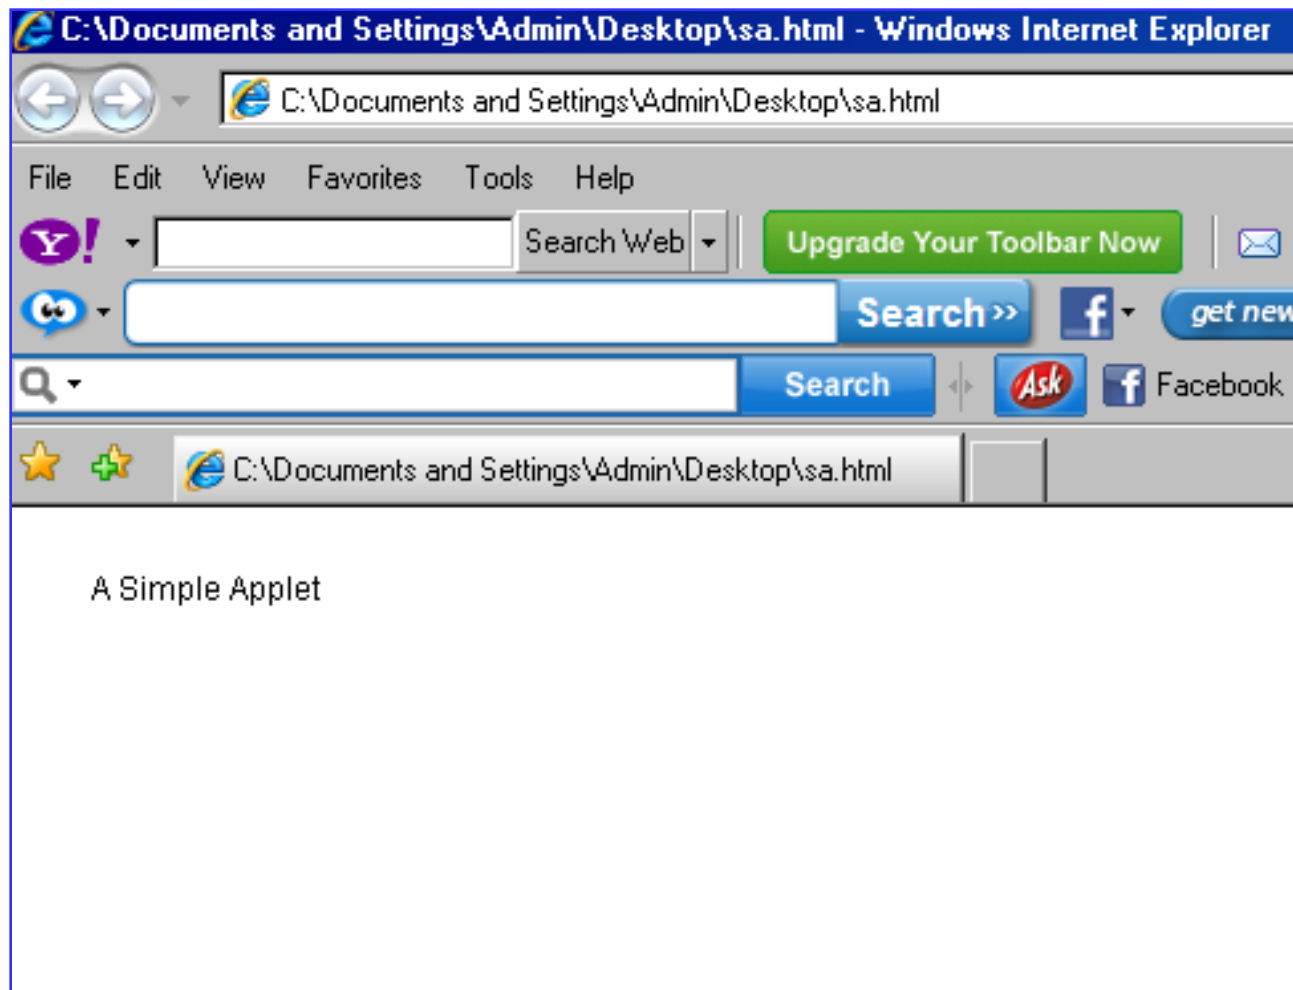 C:\Documents and Settings\Admin\Desktop\sa.html - Windows Internet Explorer
C:\Documents and Settings\Admin\Desktop\sa.html
File Edit View Favorites Tools Help
Y! Search Web Upgrade Your Toolbar Now
Search >> f get new
Search Ask f Facebook
C:\Documents and Settings\Admin\Desktop\sa.html
A Simple Applet